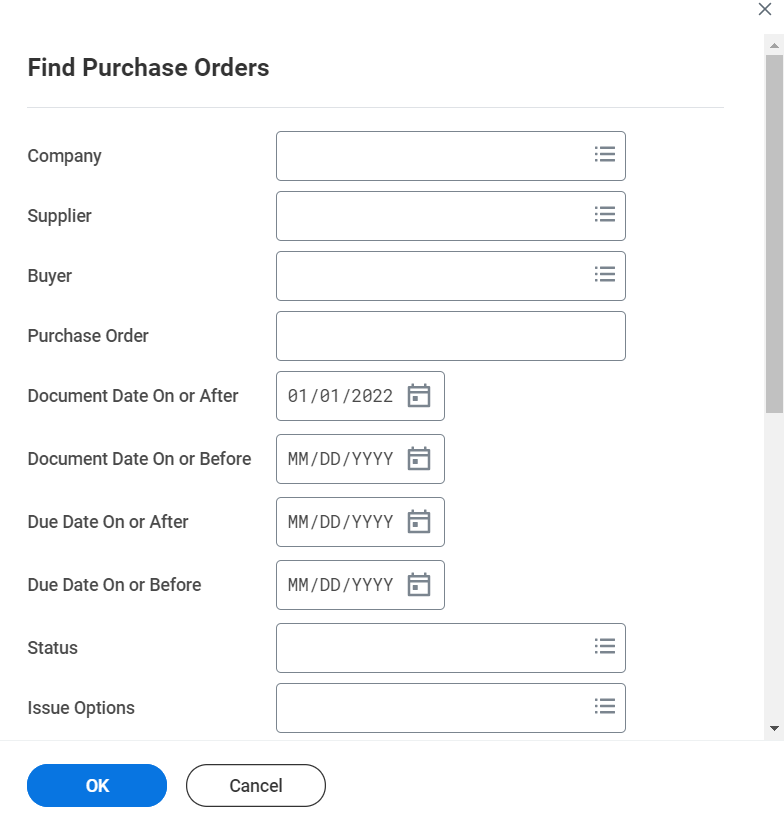 Find Purchase Orders
Company
Supplier
Buyer
Purchase Order
Document Date On or After 01/01/2022
Document Date On or Before MM/DD/YYYY
Due Date On or After MM/DD/YYYY
Due Date On or Before MM/DD/YYYY
Status
Issue Options
OK Cancel